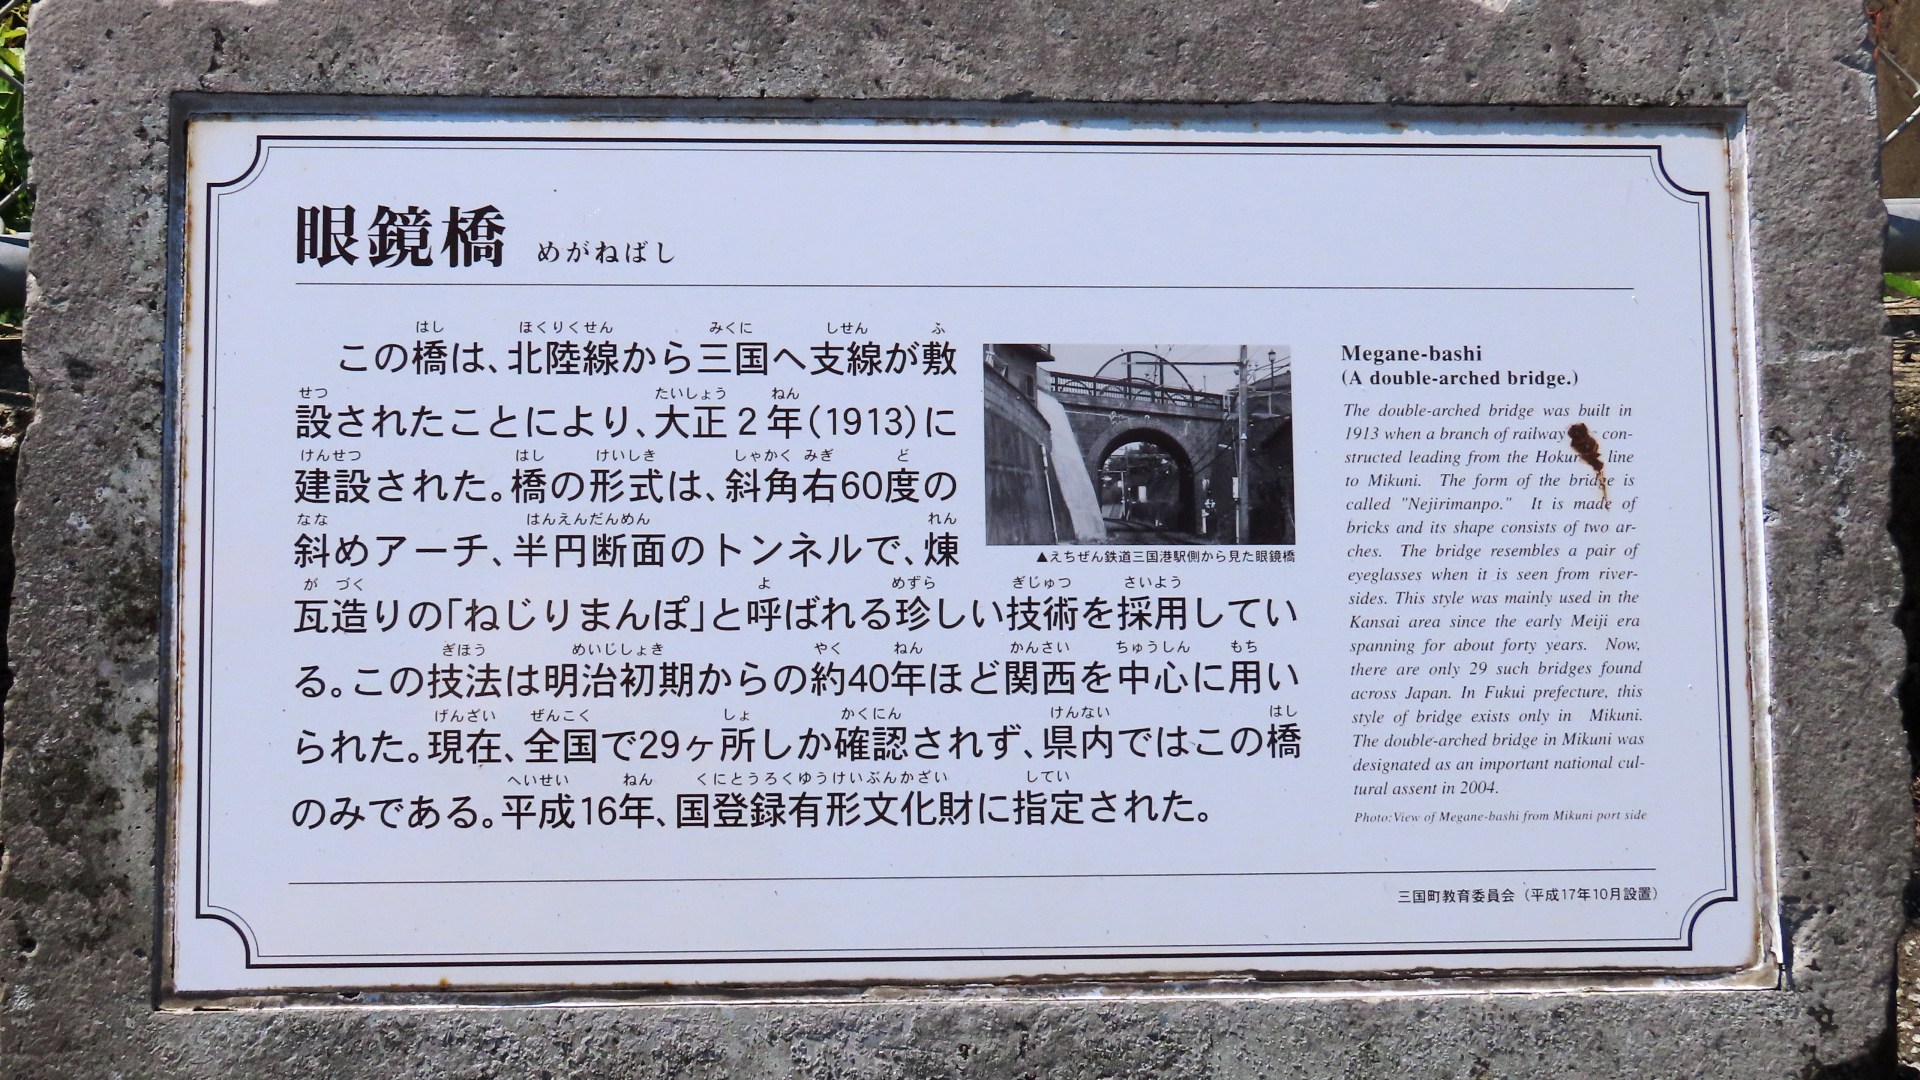 眼鏡橋 めがねばし
はし ほくりくせん みくに しせん ふ
この橋は、北陸線から三国へ支線が敷
せつ たいしょう ねん
設されたことにより、大正2年(1913)に
けんせつ はし けいしき しゃかく みぎ ど
建設された。橋の形式は、斜角右60度の
なな はんえんだんめん れん
斜めアーチ、半円断面のトンネルで、煉
が づく よ めずら ぎじゅつ さいよう
瓦造りの「ねじりまんぽ」と呼ばれる珍しい技術を採用してい
ぎほう めいじしょき やく ねん かんさい ちゅうしん もち
る。この技法は明治初期からの約40年ほど関西を中心に用い
げんざい ぜんこく しょ かくにん けんない はし
られた。現在、全国で29ヶ所しか確認されず、県内ではこの橋
へいせい ねん くにとうろくゆうけいぶんかざい してい
のみである。平成16年、国登録有形文化財に指定された。
▲えちぜん鉄道三国港駅側から見た眼鏡橋
Megane-bashi
(A double-arched bridge.)
The double-arched bridge was built in
1913 when a branch of railway con-
structed leading from the line
to Mikuni. The form of the bridge is
called "Nejirimanpo." It is made of
bricks and its shape consists of two ar-
ches. The bridge resembles a pair of
eyeglasses when it is seen from river-
sides. This style was mainly used in the
Kansai area since the early Meiji era
spanning for about forty years. Now,
there are only 29 such bridges found
across Japan. In Fukui prefecture, this
style of bridge exists only in Mikuni.
The double-arched bridge in Mikuni was
designated as an important national cul-
tural assent in 2004.
Photo:View of Megane-bashi from Mikuni port side
三国町教育委員会（平成17年10月設置）